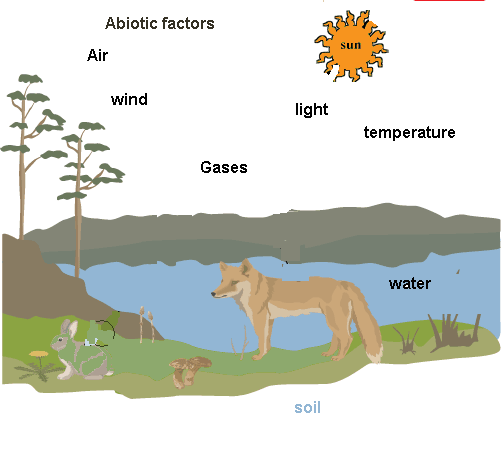 Abiotic factors
sun
Air
wind
light
temperature
Gases
water
soil